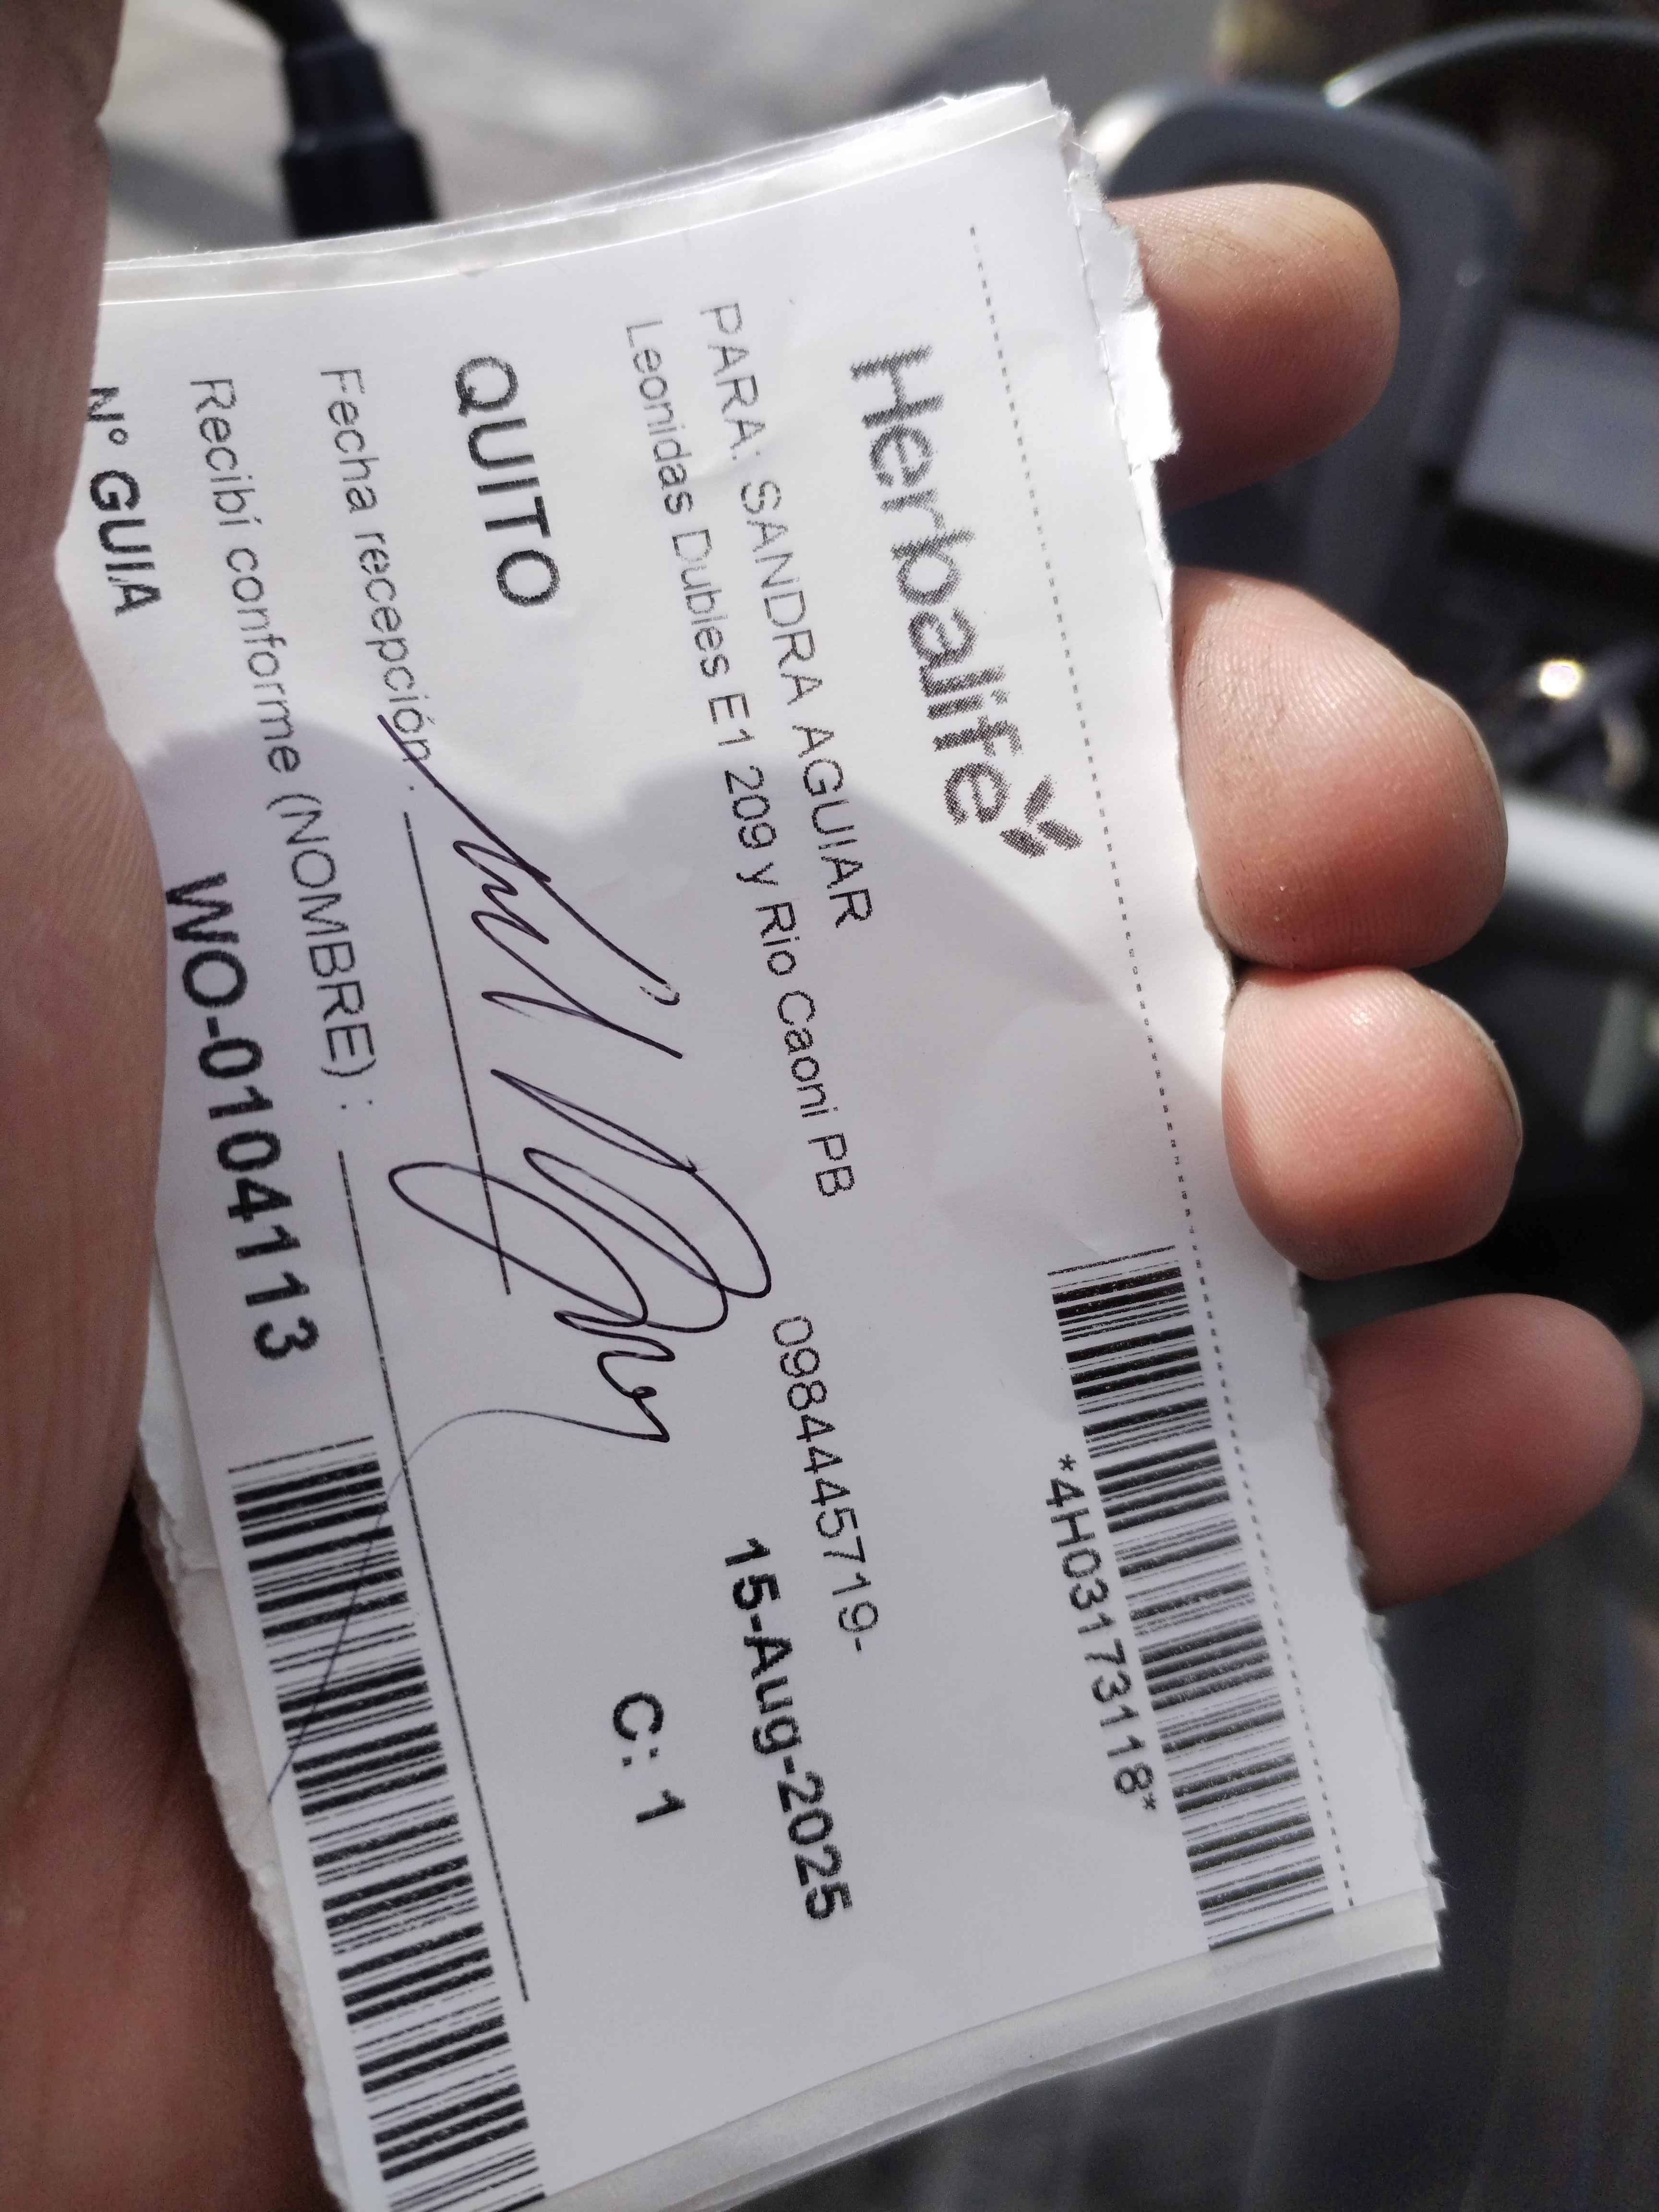 Herbalife
*4H03173118*
PARA: SANDRA AGUIAR
0984445719-
Leonidas Dubles E1 209 y Rio Caoni PB
15-Aug-2025
QUITO
C: 1
Fecha recepción :
Recibí conforme (NOMBRE) :
N° GUIA
WO-0104113